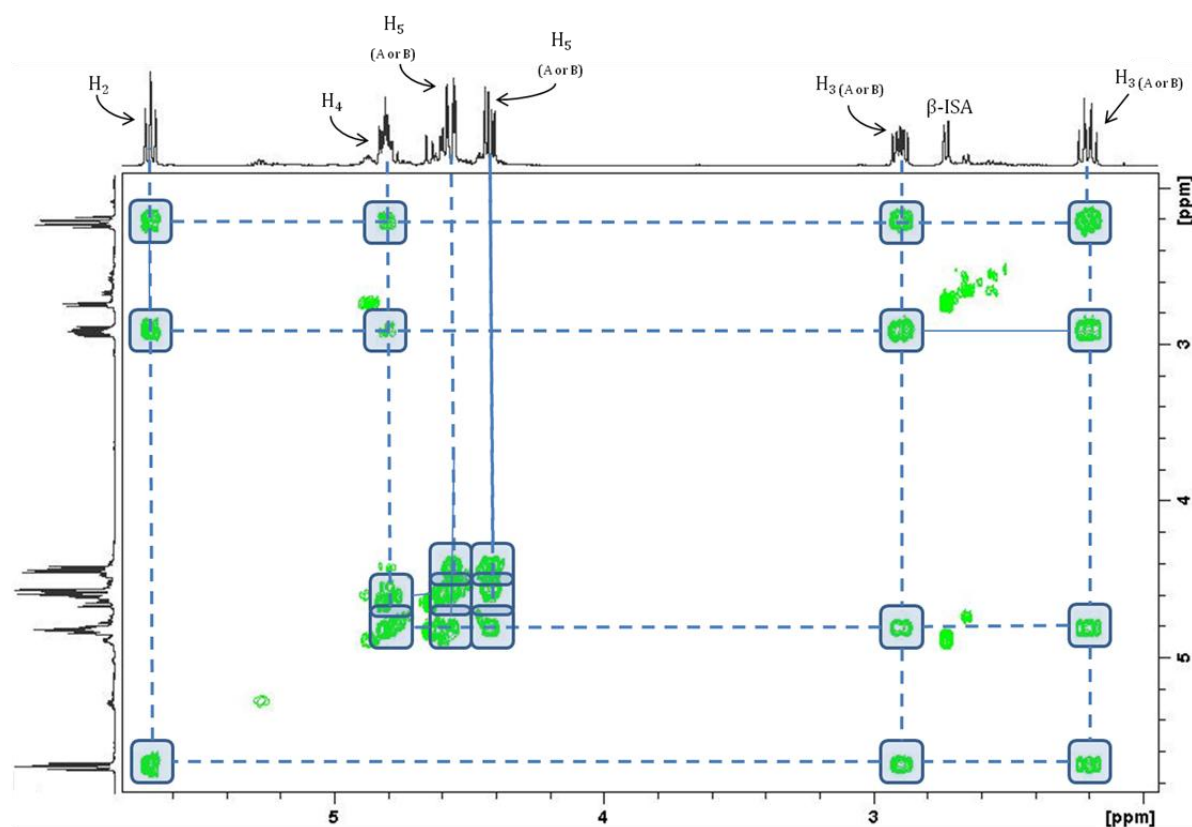 H₅
(A or B)
H₅
(A or B)
H₂
H₄
H₃ (A or B)
β-ISA
H₃ (A or B)
[ppm]
3
4
5
5
4
3
[ppm]